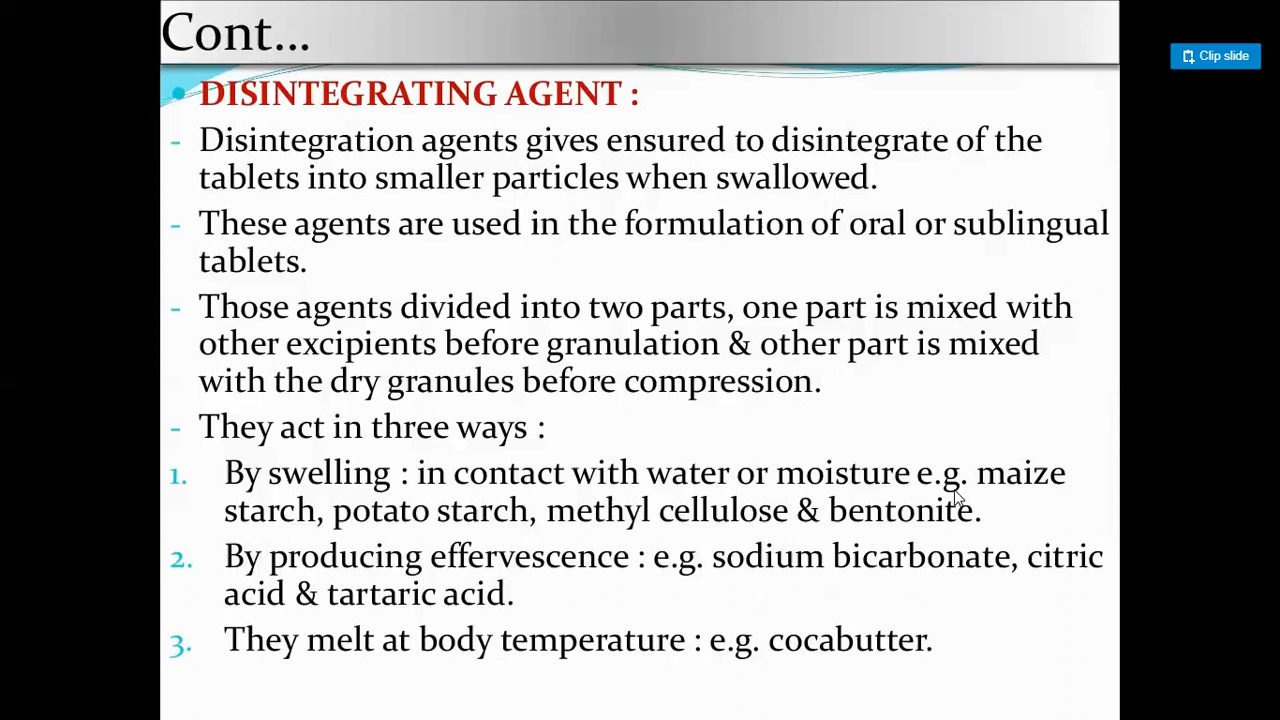 Cont...
Clip slide
• DISINTEGRATING AGENT :
- Disintegration agents gives ensured to disintegrate of the
tablets into smaller particles when swallowed.
- These agents are used in the formulation of oral or sublingual
tablets.
- Those agents divided into two parts, one part is mixed with
other excipients before granulation & other part is mixed
with the dry granules before compression.
- They act in three ways :
1. By swelling : in contact with water or moisture e.g. maize
starch, potato starch, methyl cellulose & bentonite.
2. By producing effervescence : e.g. sodium bicarbonate, citric
acid & tartaric acid.
3. They melt at body temperature : e.g. cocabutter.